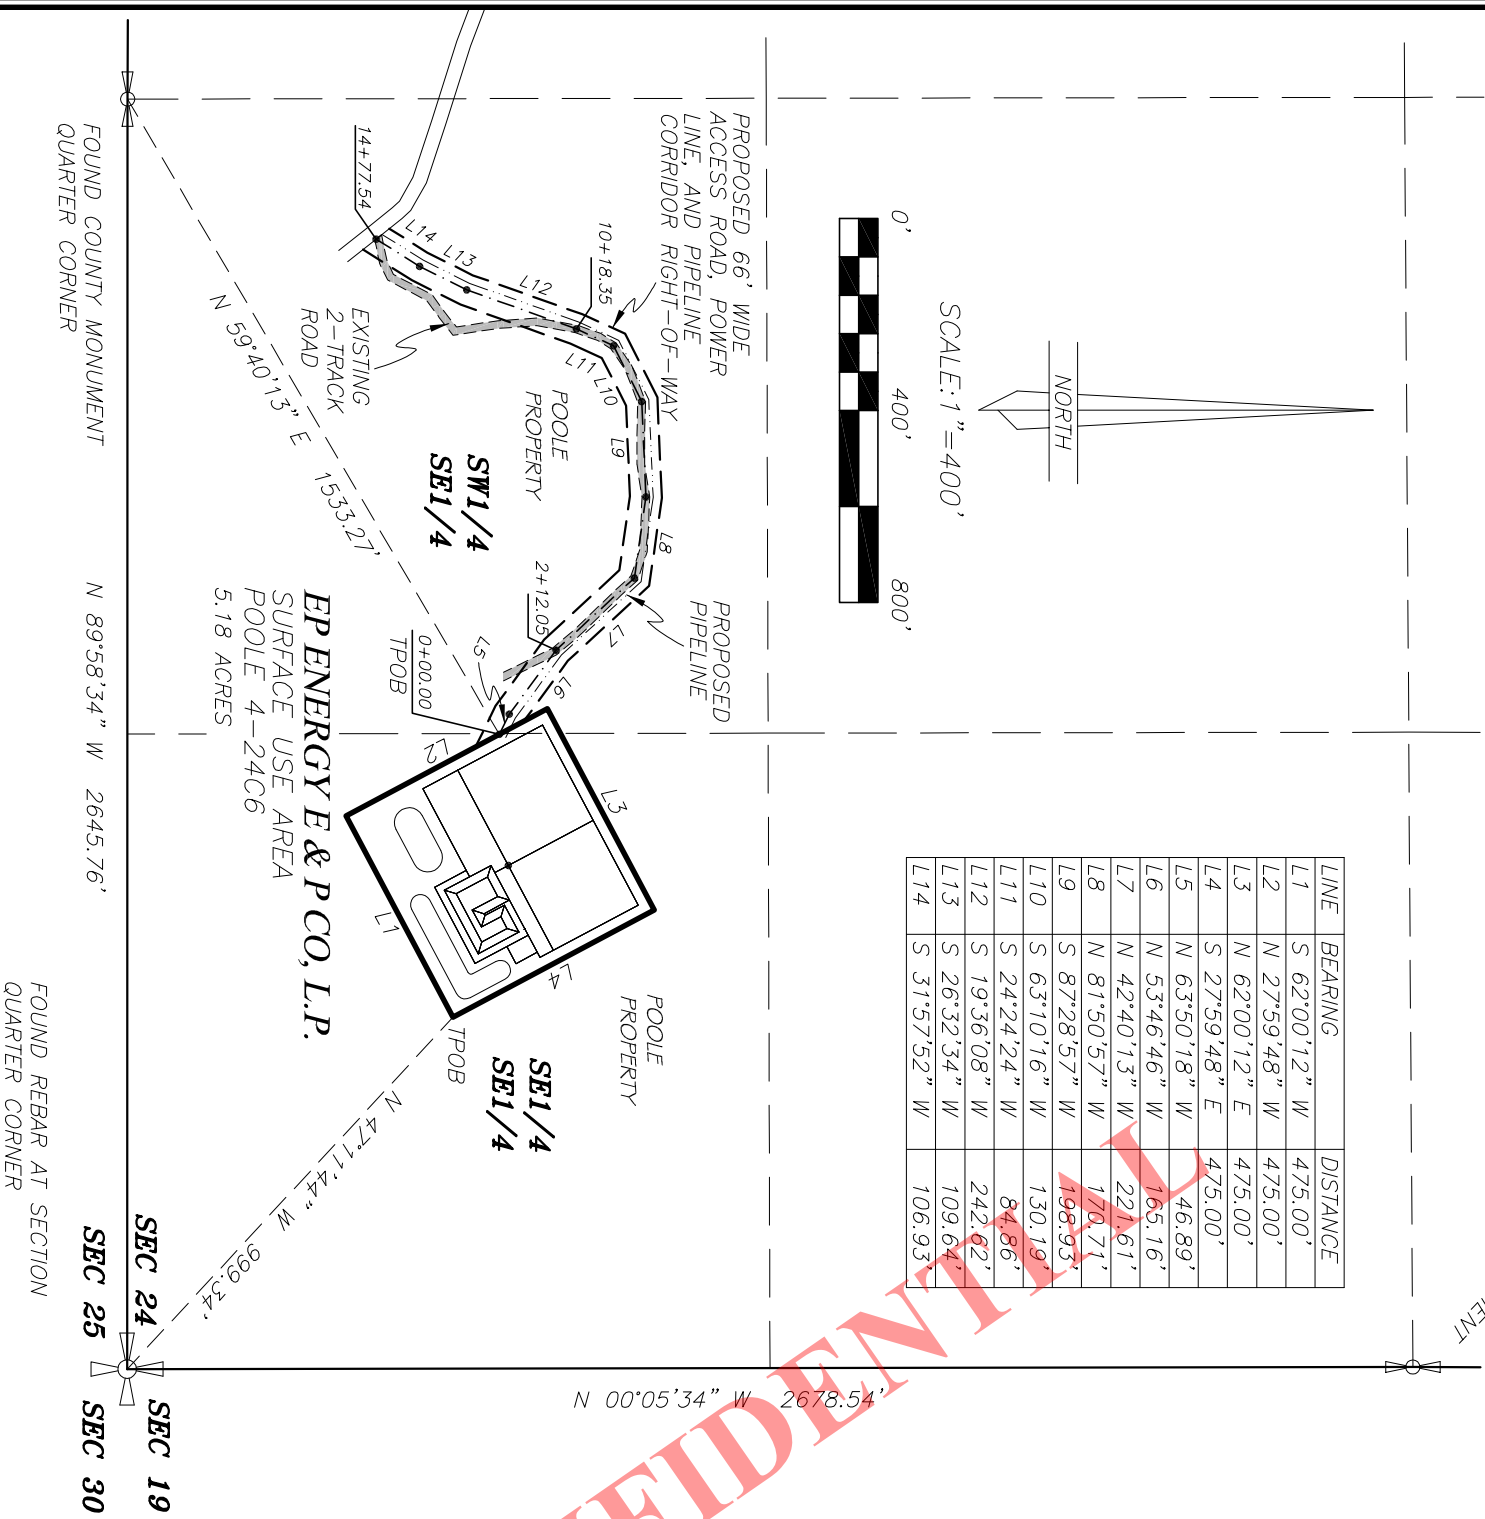 PROPOSED 66' WIDE
ACCESS ROAD, POWER
LINE, AND PIPELINE
CORRIDOR RIGHT-OF-WAY
0' 400' 800'
SCALE: 1"=400'
NORTH
LINE BEARING DISTANCE
L1 S 62°00'12" W 475.00'
L2 N 27°59'48" W 475.00'
L3 N 62°00'12" E 475.00'
L4 S 27°59'48" E 475.00'
L5 N 63°50'18" W 46.89'
L6 N 53°46'46" W 165.16'
L7 N 42°40'13" W 221.61'
L8 N 81°50'57" W 170.71'
L9 S 87°28'57" W 198.93'
L10 S 63°10'16" W 130.19'
L11 S 24°24'24" W 84.86'
L12 S 19°36'08" W 242.62'
L13 S 26°32'34" W 109.64'
L14 S 31°57'52" W 106.93'
14+77.54
L14
L13
L12
10+18.35
L11
L10
L9
L8
L7
L6
L5
2+12.05
0+00.00
TPOB
EXISTING
2-TRACK
ROAD
POOLE
PROPERTY
SW1/4
SE1/4
PROPOSED
PIPELINE
L2
L3
L1
L4
POOLE
PROPERTY
TPOB
SE1/4
SE1/4
N 59°40'13" E 1533.27'
N 47°11'44" W 999.34'
EP ENERGY E & P CO, L.P.
SURFACE USE AREA
POOLE 4-24C6
5.18 ACRES
FOUND COUNTY MONUMENT
QUARTER CORNER
N 89°58'34" W 2645.76'
FOUND REBAR AT SECTION
QUARTER CORNER
SEC 24
SEC 25
SEC 19
SEC 30
N 00°05'34" W 2678.54'
ENT
FIDENTIAL